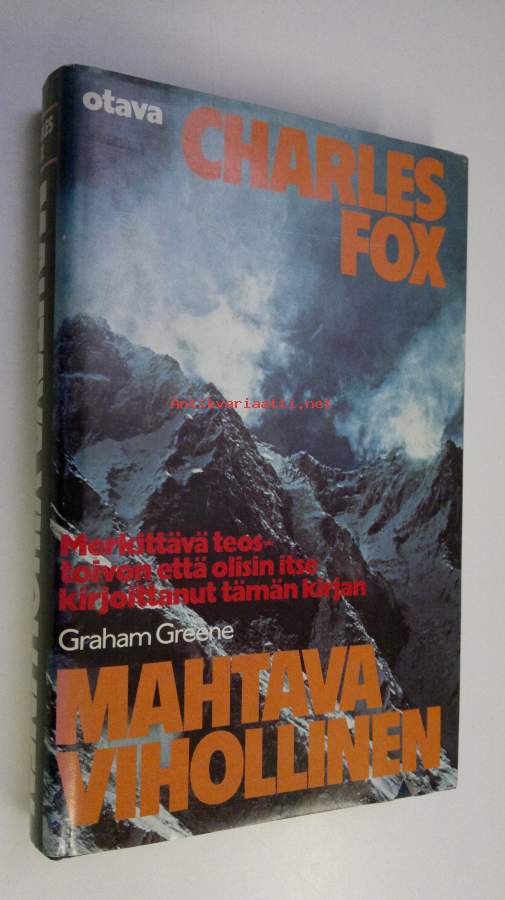 otava
CHARLES
FOX
Antikvariaatti.net
Merkittävä teos-
toivon että olisin itse
kirjoittanut tämän kirjan
Graham Greene
MAHTAVA
VIHOLLINEN